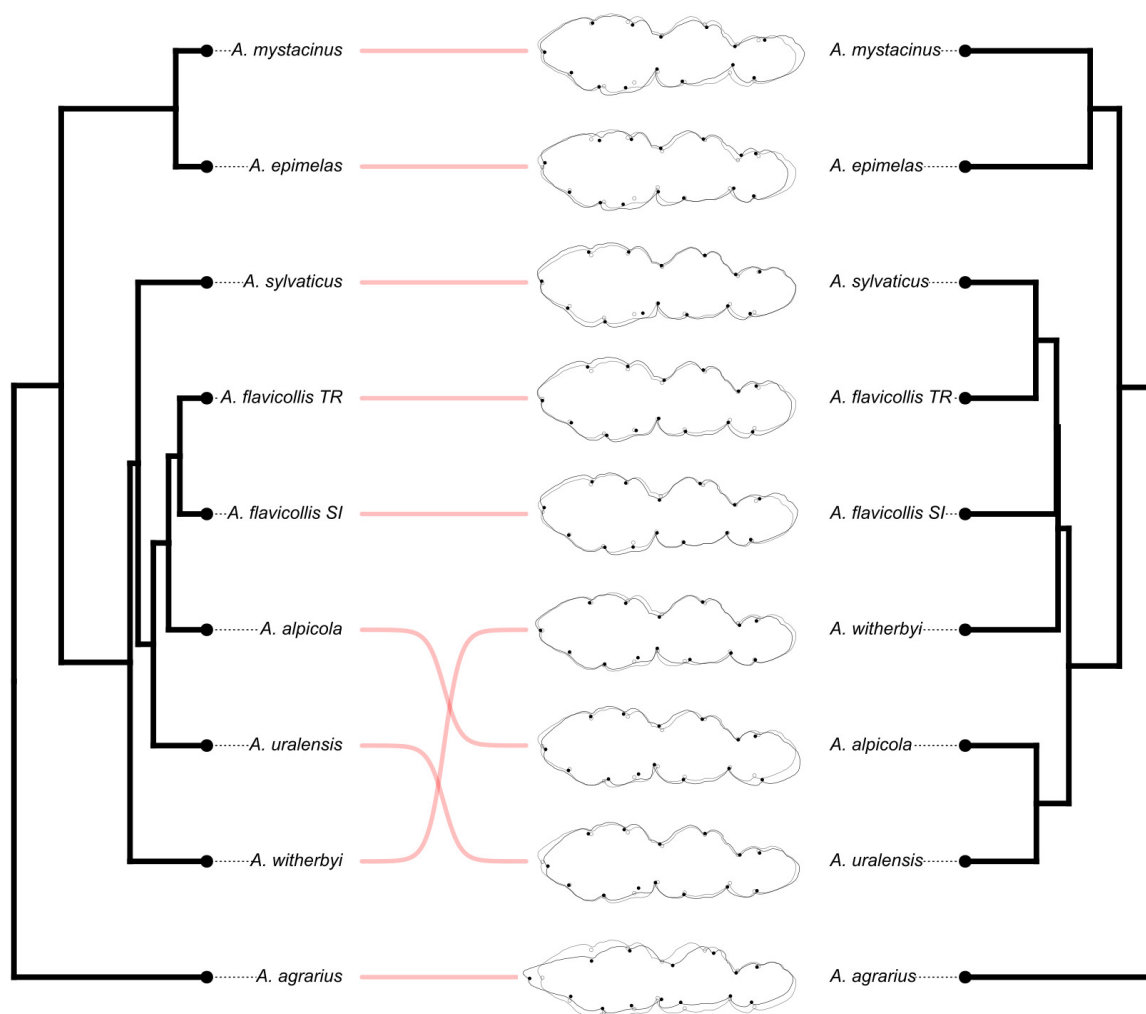 A. mystacinus A. mystacinus
A. epimelas A. epimelas
A. sylvaticus A. sylvaticus
A. flavicollis TR A. flavicollis TR
A. flavicollis SI A. flavicollis SI
A. alpicola A. witherbyi
A. uralensis A. alpicola
A. witherbyi A. uralensis
A. agrarius A. agrarius